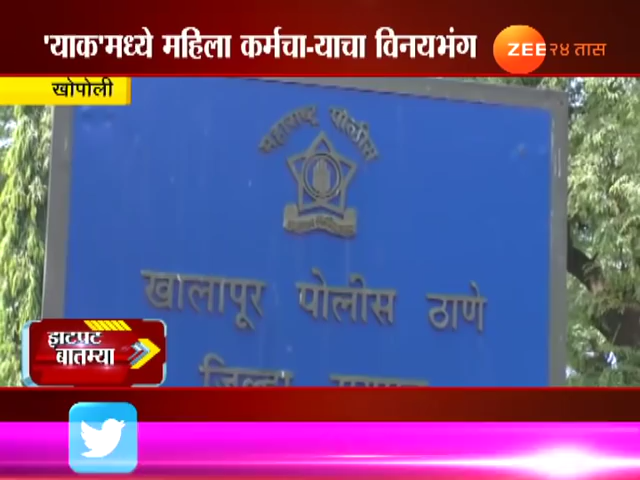 'याक'मध्ये महिला कर्मचा-याचा विनयभंग
ZEE २४ तास
खोपोली
महाराष्ट्र पोलीस
खालापूर पोलीस ठाणे
झटपट
बातम्या
जिल्हा